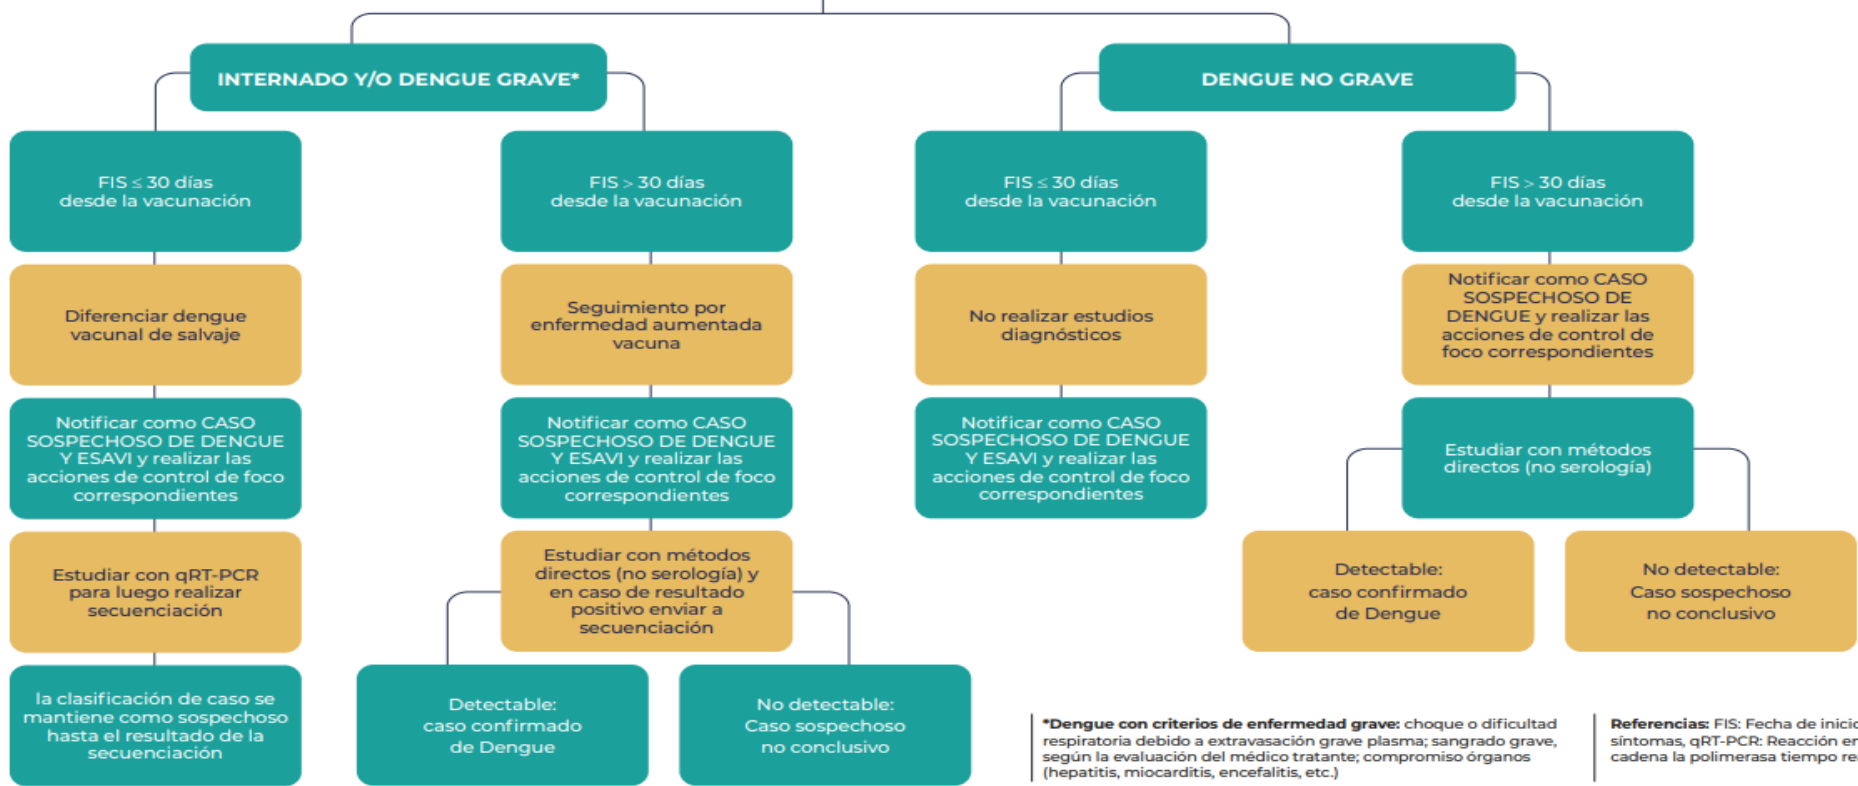 INTERNADO Y/O DENGUE GRAVE*
DENGUE NO GRAVE
FIS ≤ 30 días
desde la vacunación
FIS > 30 días
desde la vacunación
FIS ≤ 30 días
desde la vacunación
FIS > 30 días
desde la vacunación
Diferenciar dengue
vacunal de salvaje
Seguimiento por
enfermedad aumentada
vacuna
No realizar estudios
diagnósticos
Notificar como CASO
SOSPECHOSO DE
DENGUE y realizar las
acciones de control de
foco correspondientes
Notificar como CASO
SOSPECHOSO DE DENGUE
Y ESAVI y realizar las
acciones de control de foco
correspondientes
Notificar como CASO
SOSPECHOSO DE DENGUE
Y ESAVI y realizar las
acciones de control de foco
correspondientes
Notificar como CASO
SOSPECHOSO DE DENGUE
Y ESAVI y realizar las
acciones de control de foco
correspondientes
Estudiar con métodos
directos (no serología)
Estudiar con qRT-PCR
para luego realizar
secuenciación
Estudiar con métodos
directos (no serología) y
en caso de resultado
positivo enviar a
secuenciación
Detectable:
caso confirmado
de Dengue
No detectable:
Caso sospechoso
no conclusivo
la clasificación de caso se
mantiene como sospechoso
hasta el resultado de la
secuenciación
Detectable:
caso confirmado
de Dengue
No detectable:
Caso sospechoso
no conclusivo
*Dengue con criterios de enfermedad grave: choque o dificultad
respiratoria debido a extravasación grave plasma; sangrado grave,
según la evaluación del médico tratante; compromiso órganos
(hepatitis, miocarditis, encefalitis, etc.)
Referencias: FIS: Fecha de inicio
síntomas, qRT-PCR: Reacción en
cadena la polimerasa tiempo